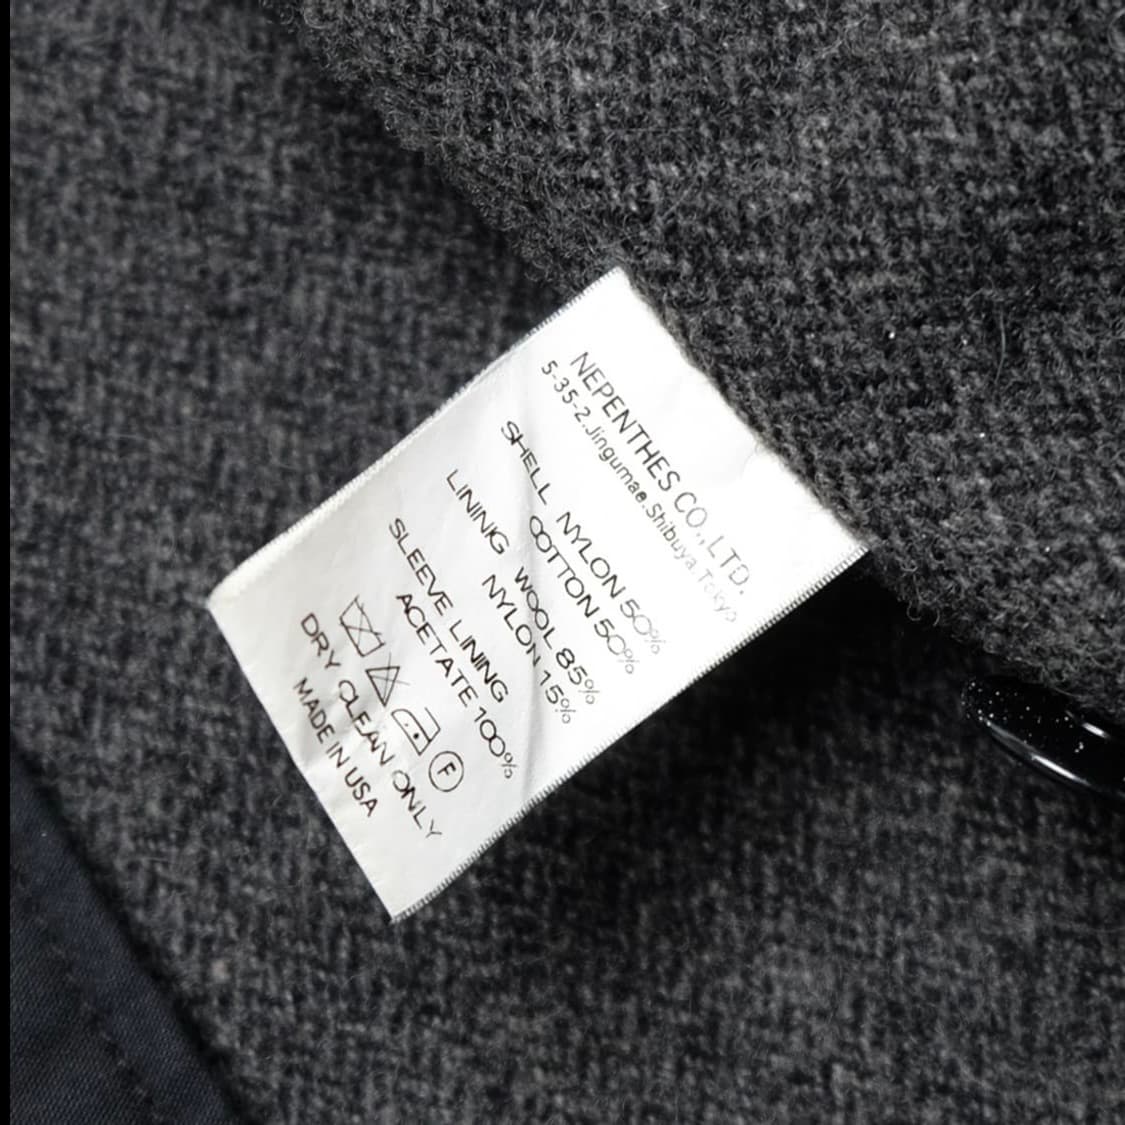 NEPENTHES CO.,LTD.
5-35-2.Jingumae.Shibuya.Tokyo
SHELL NYLON 50%
COTTON 50%
LINING WOOL 85%
NYLON 15%
SLEEVE LINING
ACETATE 100%
F
DRY CLEAN ONLY
MADE IN USA